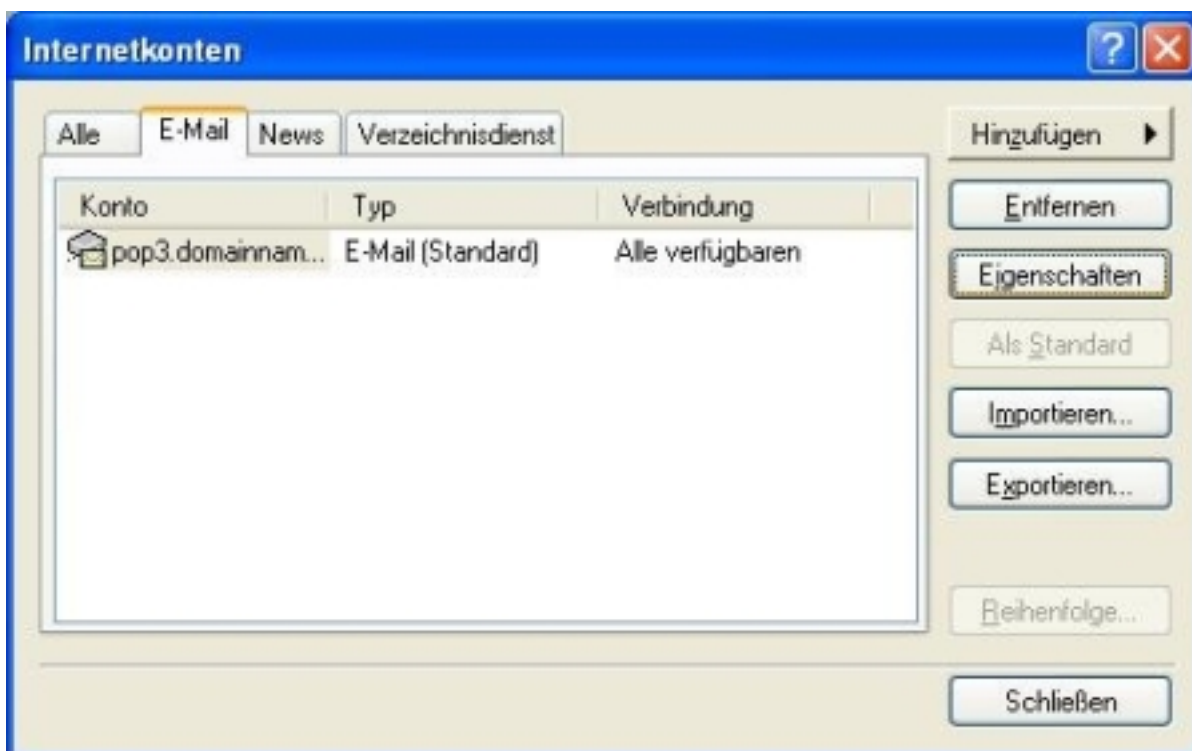 Internetkonten
Alle E-Mail News Verzeichnisdienst
Hinzufügen
Konto Typ Verbindung
Entfernen
pop3.domainnam... E-Mail (Standard) Alle verfügbaren
Eigenschaften
Als Standard
Importieren...
Exportieren...
Reihenfolge...
Schließen